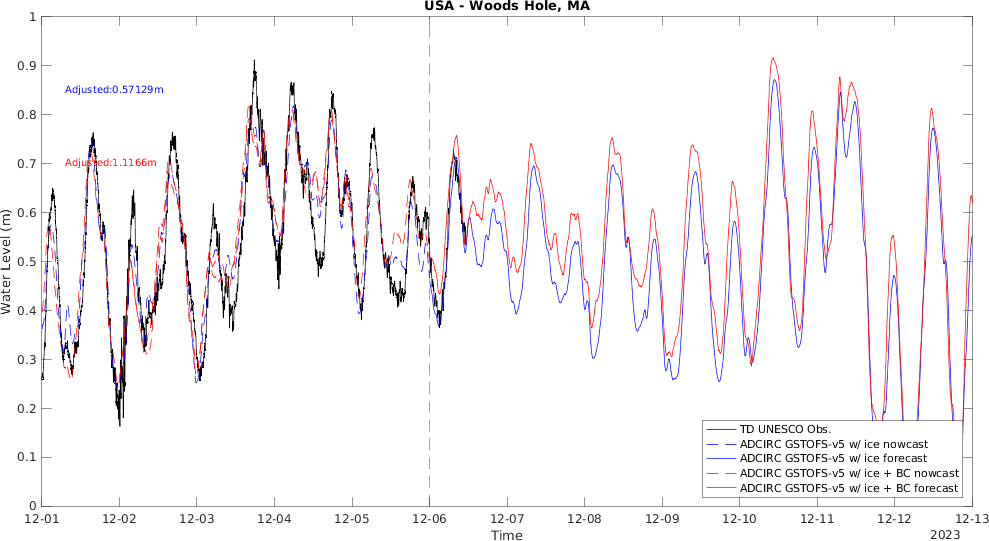 USA - Woods Hole, MA
1
0.9
0.8
0.7
0.6
0.5
0.4
0.3
0.2
0.1
0
Water Level (m)
Adjusted:0.57129m
Adjusted:1.1166m
TD UNESCO Obs.
ADCIRC GSTOFS-v5 w/ ice nowcast
ADCIRC GSTOFS-v5 w/ ice forecast
ADCIRC GSTOFS-v5 w/ ice + BC nowcast
ADCIRC GSTOFS-v5 w/ ice + BC forecast
12-01 12-02 12-03 12-04 12-05 12-06 12-07 12-08 12-09 12-10 12-11 12-12 12-13
Time
2023